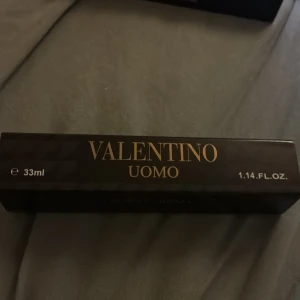 VALENTINO
UOMO
℮ 33ml
1.14.FL.OZ.